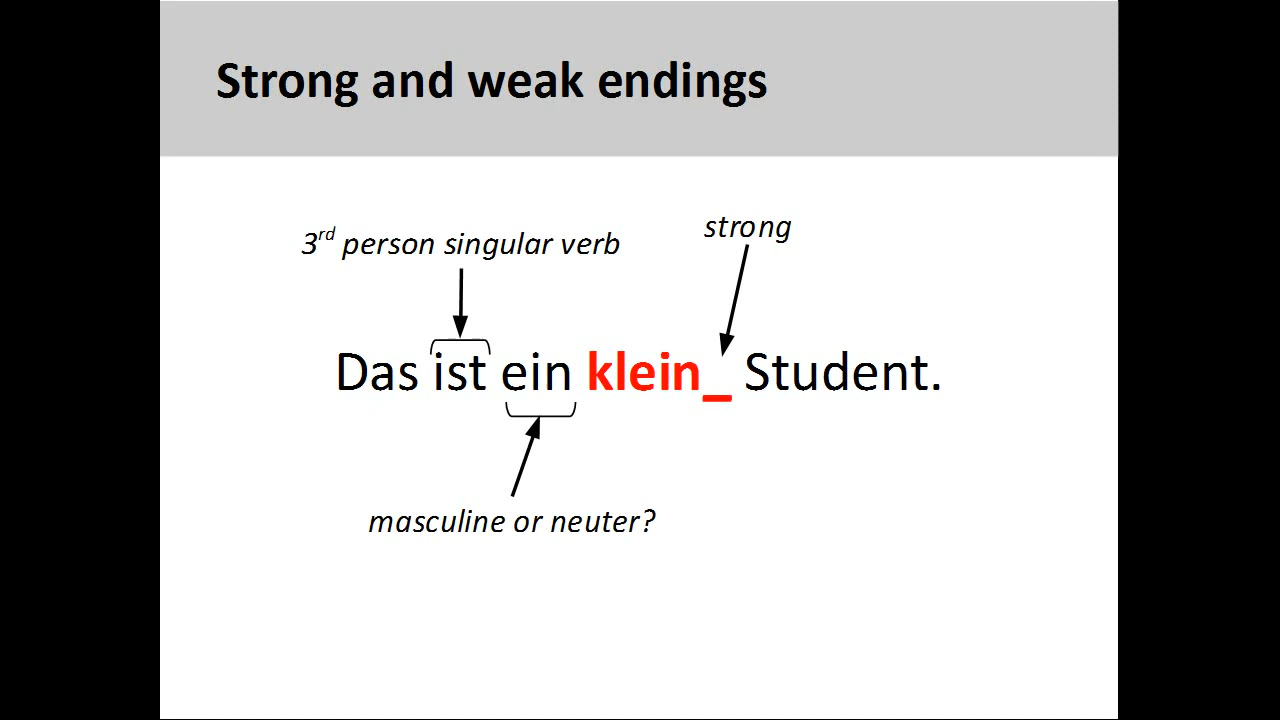 Strong and weak endings
strong
3rd person singular verb
Das ist ein klein_ Student.
masculine or neuter?